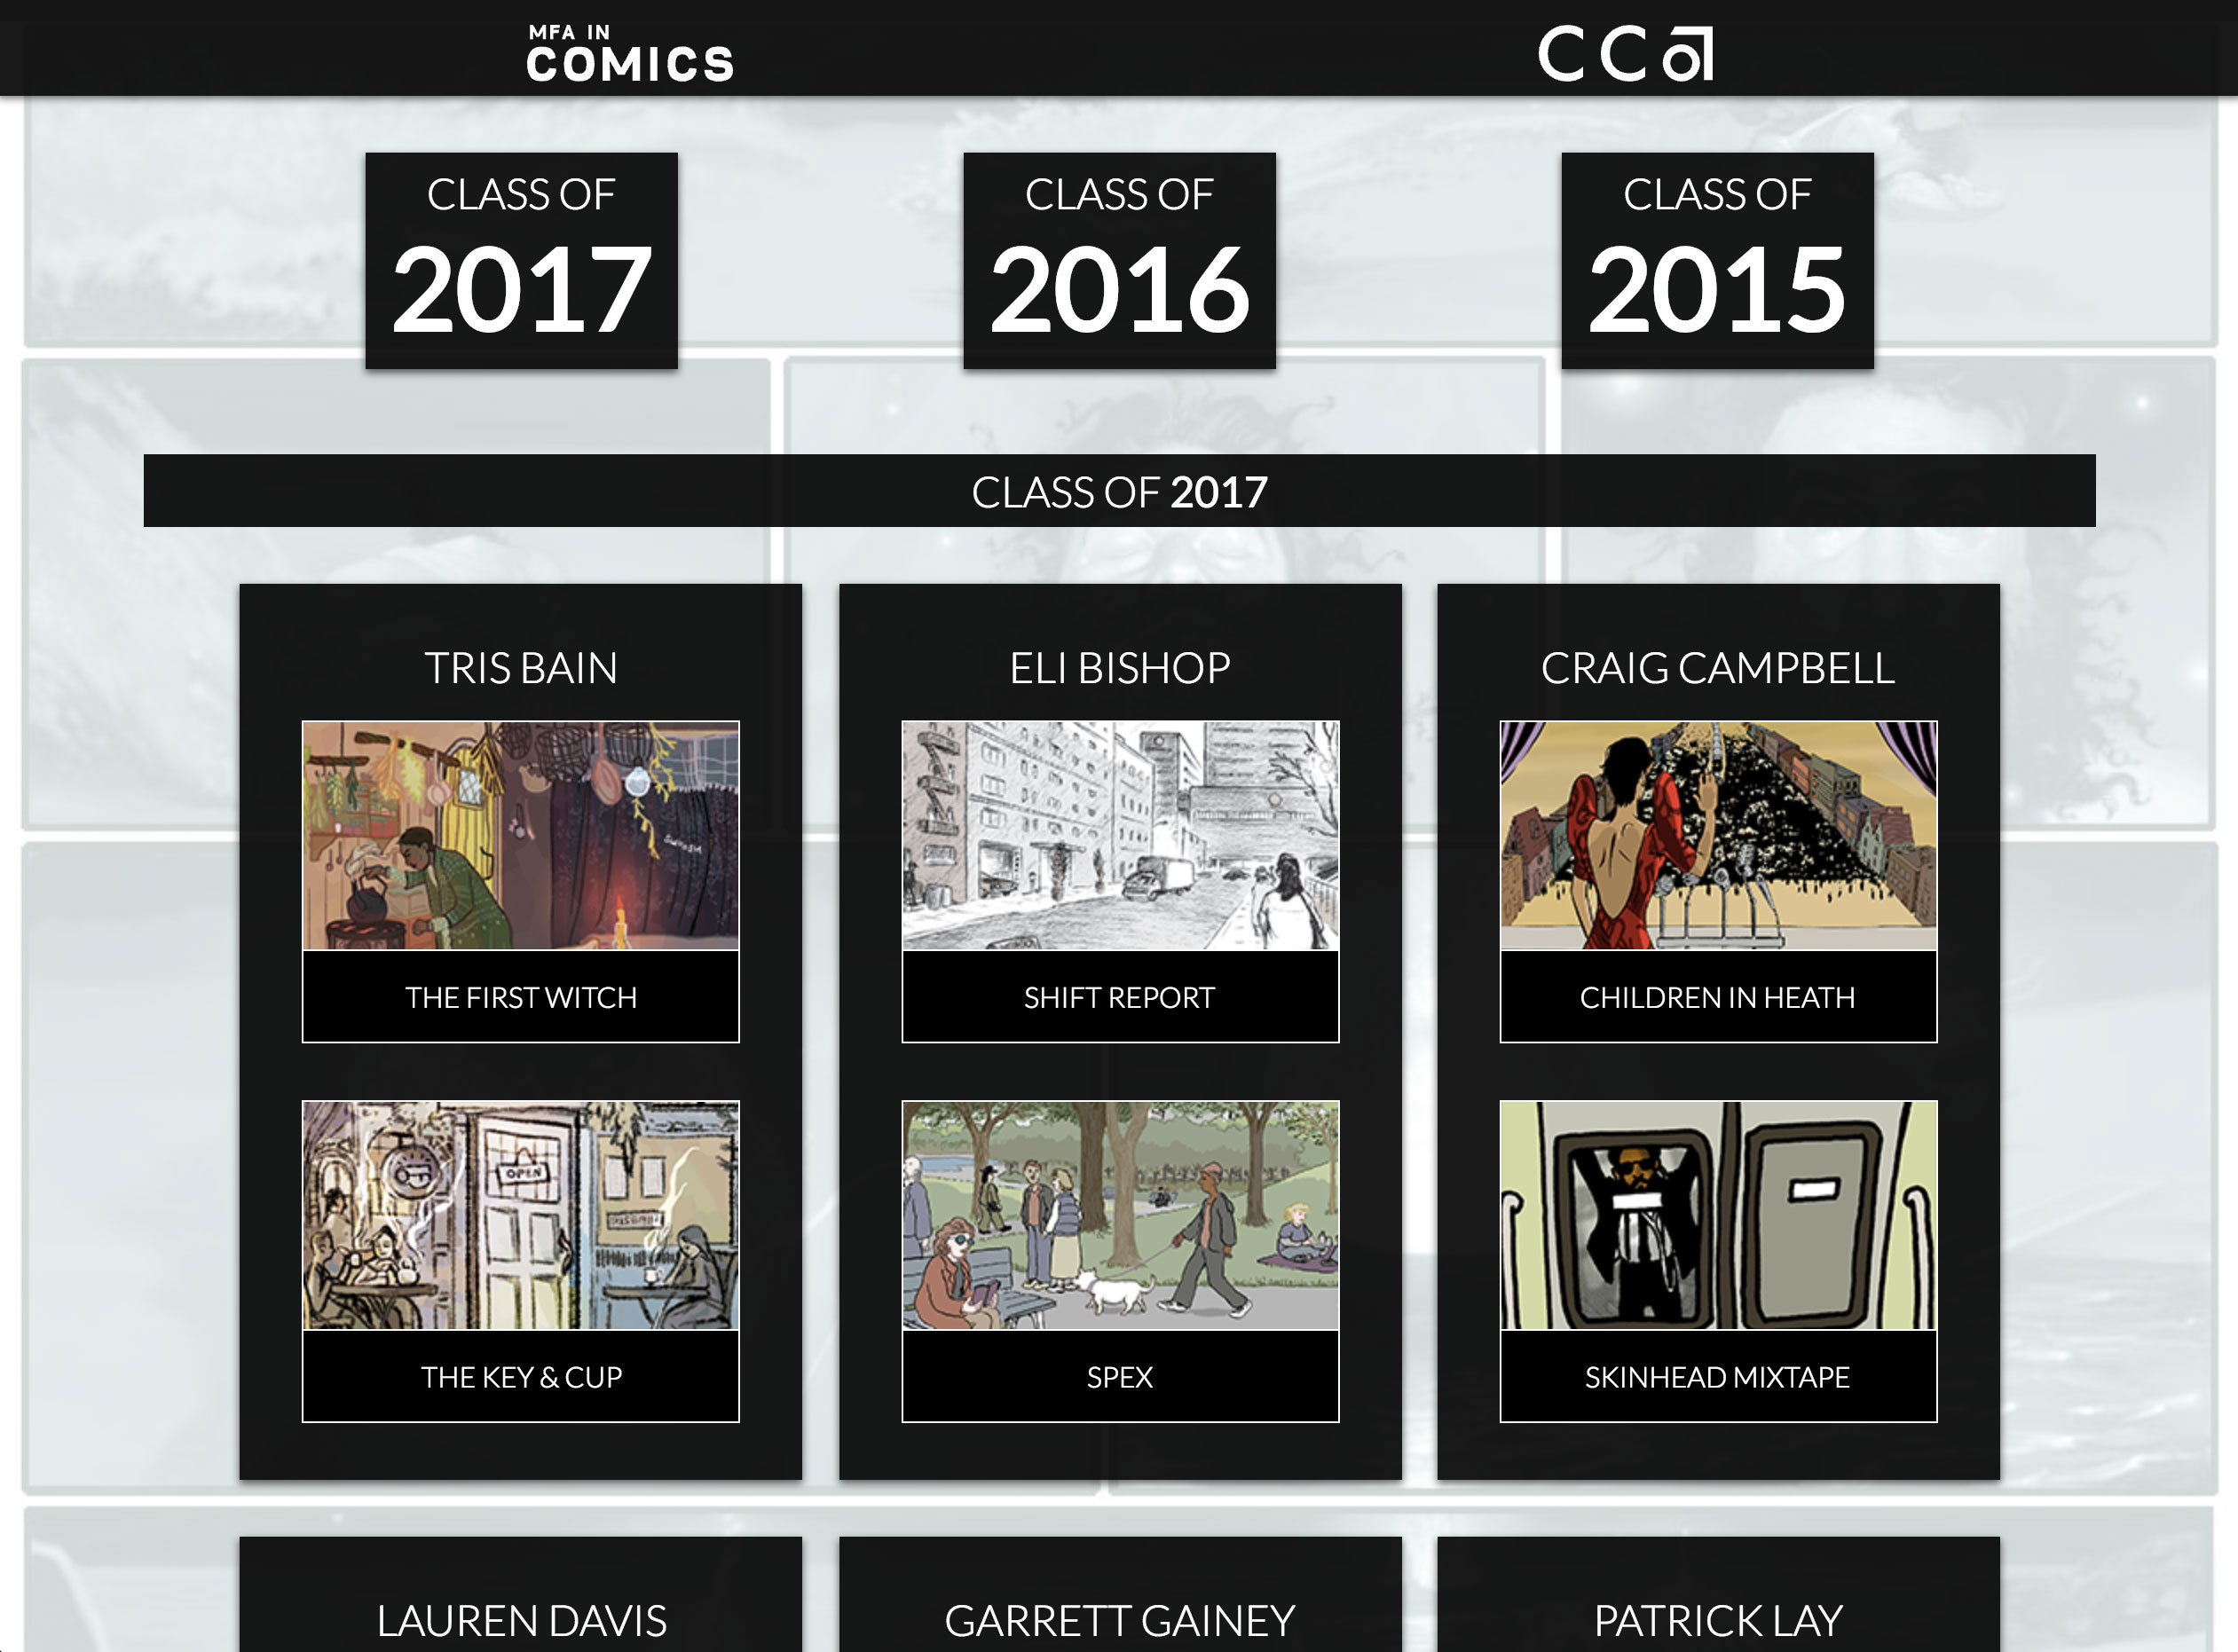 MFA IN
COMICS
CCA
CLASS OF
2017
CLASS OF
2016
CLASS OF
2015
CLASS OF 2017
TRIS BAIN
THE FIRST WITCH
OPEN
THE KEY & CUP
ELI BISHOP
SHIFT REPORT
SPEX
CRAIG CAMPBELL
CHILDREN IN HEATH
SKINHEAD MIXTAPE
LAUREN DAVIS
GARRETT GAINEY
PATRICK LAY